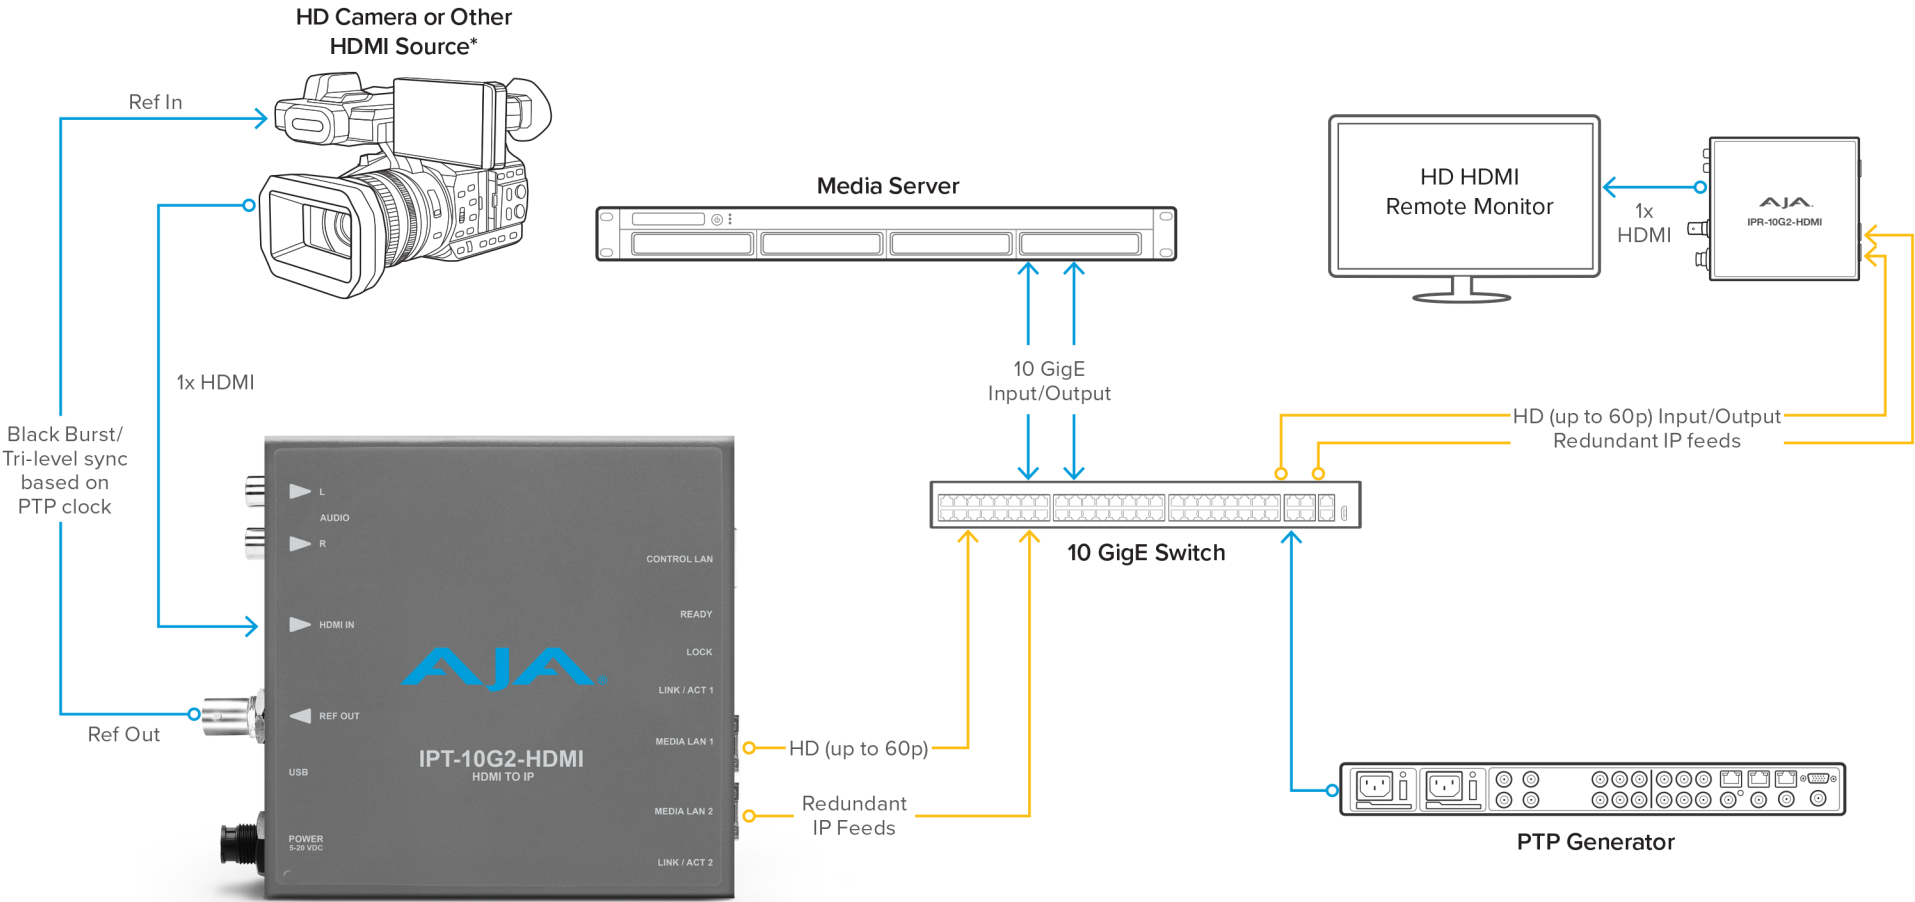 HD Camera or Other
HDMI Source*
Ref In
1x HDMI
Black Burst/
Tri-level sync
based on
PTP clock
Ref Out
L
AUDIO
R
HDMI IN
REF OUT
USB
POWER
5-20 VDC
AJA
IPT-10G2-HDMI
HDMI TO IP
CONTROL LAN
READY
LOCK
LINK / ACT 1
MEDIA LAN 1
MEDIA LAN 2
LINK / ACT 2
HD (up to 60p)
Redundant
IP Feeds
Media Server
10 GigE
Input/Output
10 GigE Switch
HD HDMI
Remote Monitor
1x
HDMI
AJA
IPR-10G2-HDMI
HD (up to 60p) Input/Output
Redundant IP feeds
PTP Generator